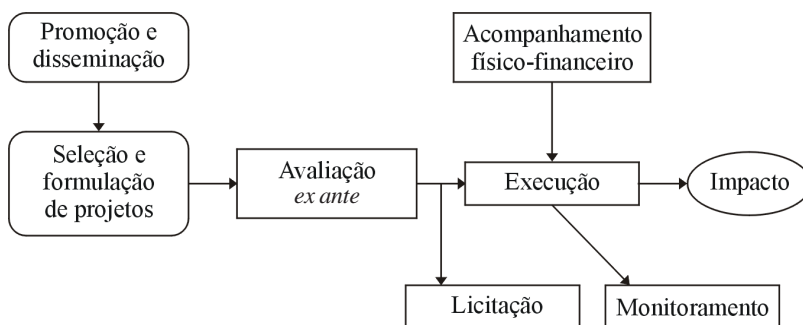 Promoção e
disseminação
Acompanhamento
físico-financeiro
Seleção e
formulação
de projetos
Avaliação
ex ante
Execução
Impacto
Licitação
Monitoramento